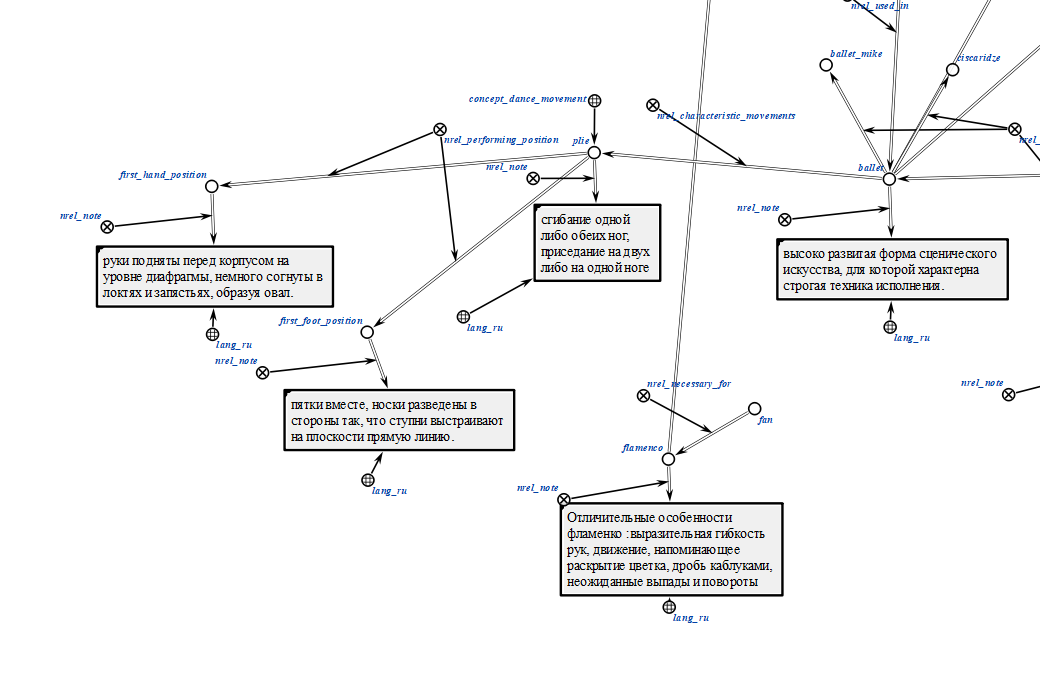 nrel_used_in
ballet_mike
ciscaridze
concept_dance_movement
nrel_characteristic_movements
nrel_performing_position
plie
nrel_
nrel_note
ballet
first_hand_position
nrel_note
nrel_note
сгибание одной
либо обеих ног,
приседание на двух
либо на одной ноге
руки подняты перед корпусом на
уровне диафрагмы, немного согнуты в
локтях и запястьях, образуя овал.
высоко развитая форма сценического
искусства, для которой характерна
строгая техника исполнения.
first_foot_position
lang_ru
lang_ru
lang_ru
nrel_note
nrel_necessary_for
nrel_note
fan
пятки вместе, носки разведены в
стороны так, что ступни выстраивают
на плоскости прямую линию.
flamenco
lang_ru
nrel_note
Отличительные особенности
фламенко :выразительная гибкость
рук, движение, напоминающее
раскрытие цветка, дробь каблуками,
неожиданные выпады и повороты
lang_ru